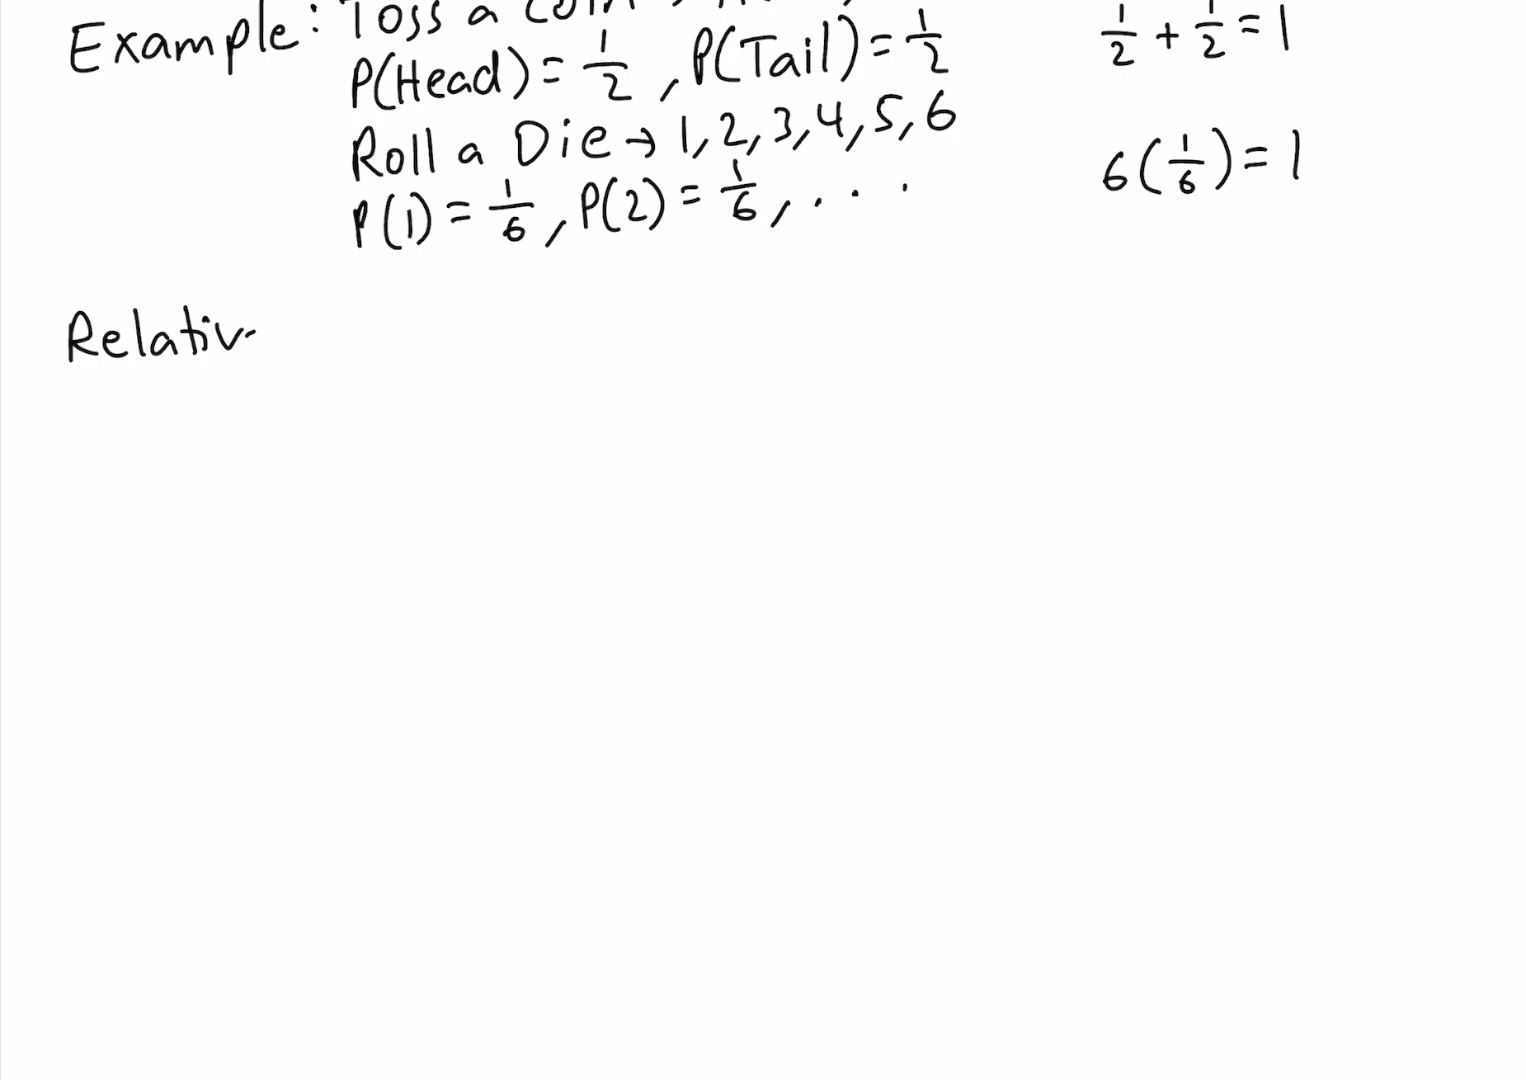 Example: Toss a coin
P(Head) = 1/2, P(Tail) = 1/2
1/2 + 1/2 = 1
Roll a Die → 1, 2, 3, 4, 5, 6
P(1) = 1/6, P(2) = 1/6, . . .
6(1/6) = 1
Relativ